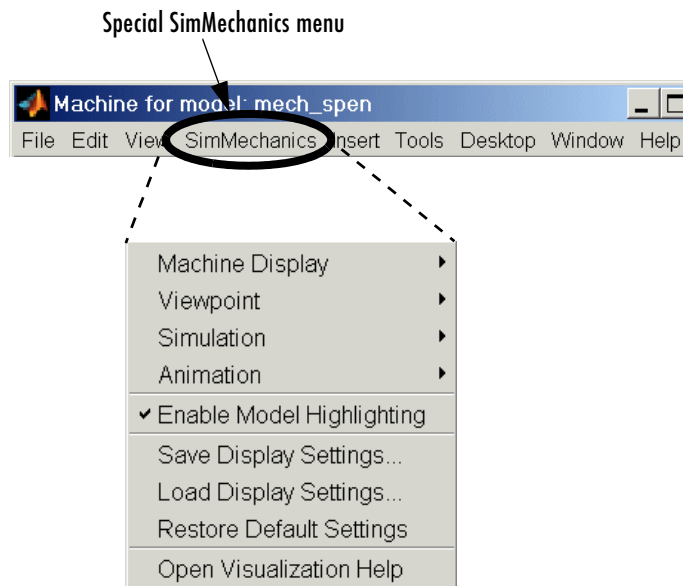 Special SimMechanics menu
Machine for model: mech_spen
File Edit View SimMechanics Insert Tools Desktop Window Help
Machine Display
Viewpoint
Simulation
Animation
Enable Model Highlighting
Save Display Settings...
Load Display Settings...
Restore Default Settings
Open Visualization Help